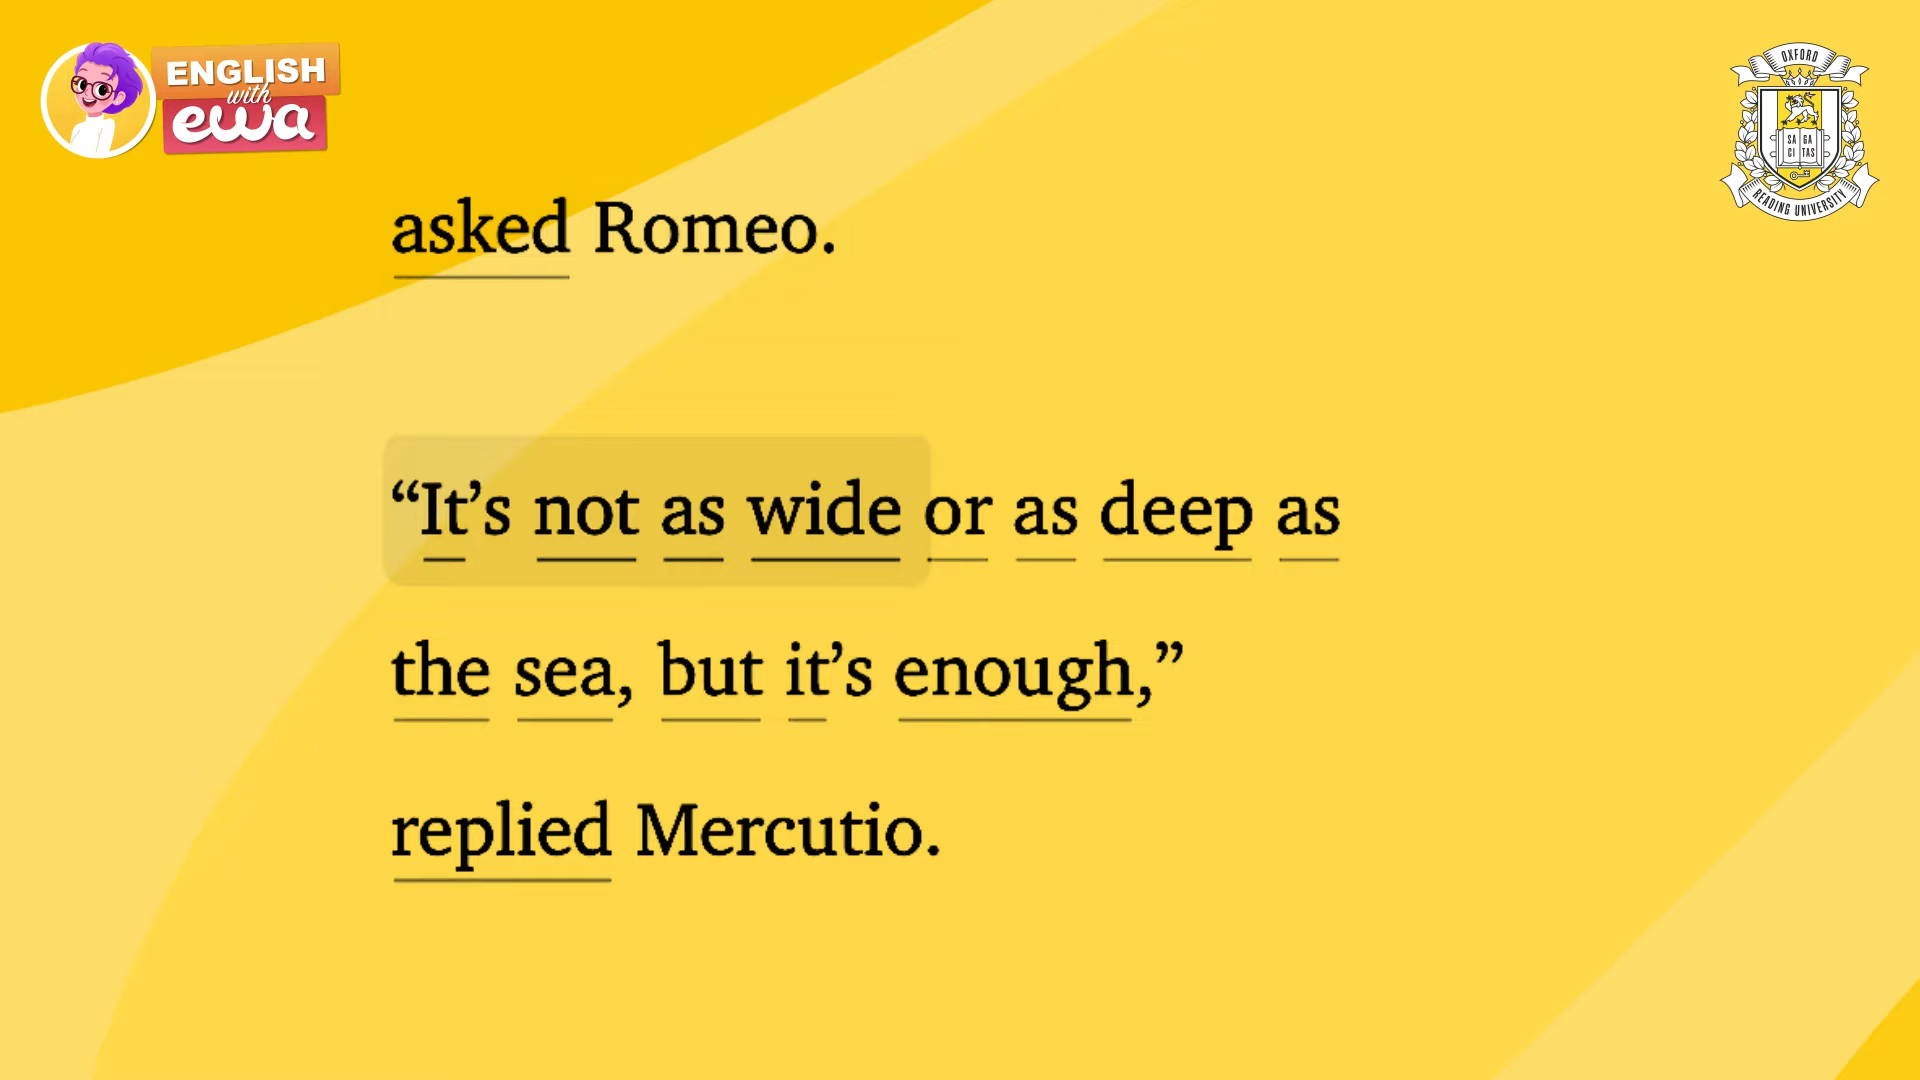 ENGLISH
with
ewa
OXFORD
SA GA
CI TAS
READING UNIVERSITY
asked Romeo.
“It’s not as wide or as deep as
the sea, but it’s enough,”
replied Mercutio.